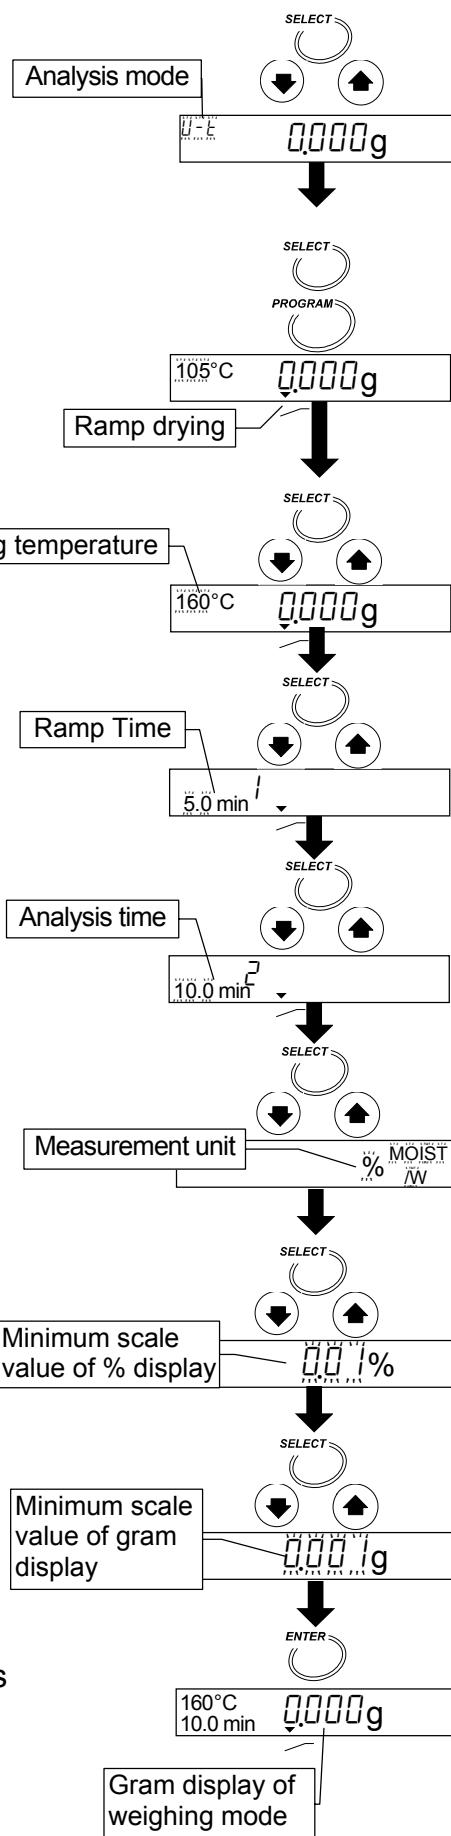 SELECT
Analysis mode
U-t 0.000g
SELECT
PROGRAM
105°C 0.000g
Ramp drying
SELECT
g temperature
160°C 0.000g
SELECT
Ramp Time
5.0 min 1
SELECT
Analysis time
10.0 min 2
SELECT
Measurement unit
% MOIST
/W
SELECT
Minimum scale
value of % display
0.01%
SELECT
Minimum scale
value of gram
display
0.001g
ENTER
s
160°C 0.000g
10.0 min
Gram display of
weighing mode